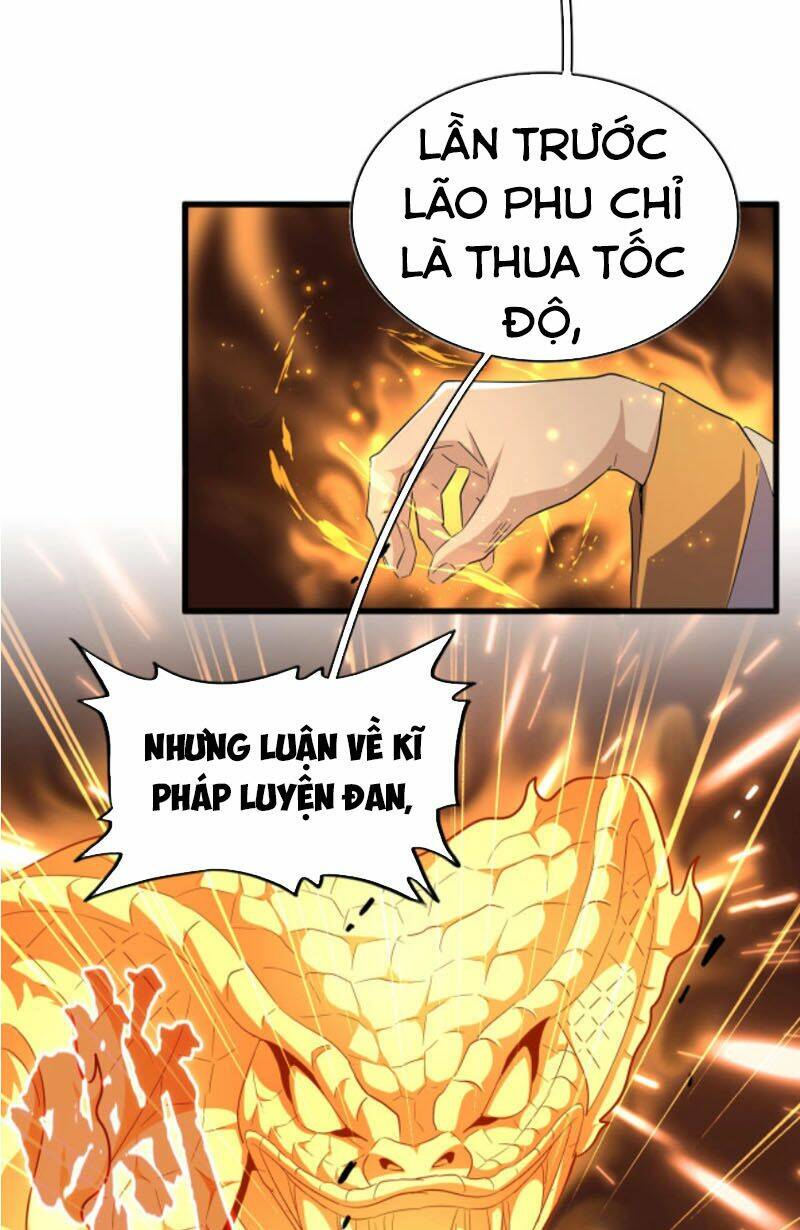 LẦN TRƯỚC
LÃO PHU CHỈ
LÀ THUA TỐC
ĐỘ,
NHƯNG LUẬN VỀ KĨ
PHÁP LUYỆN ĐAN,